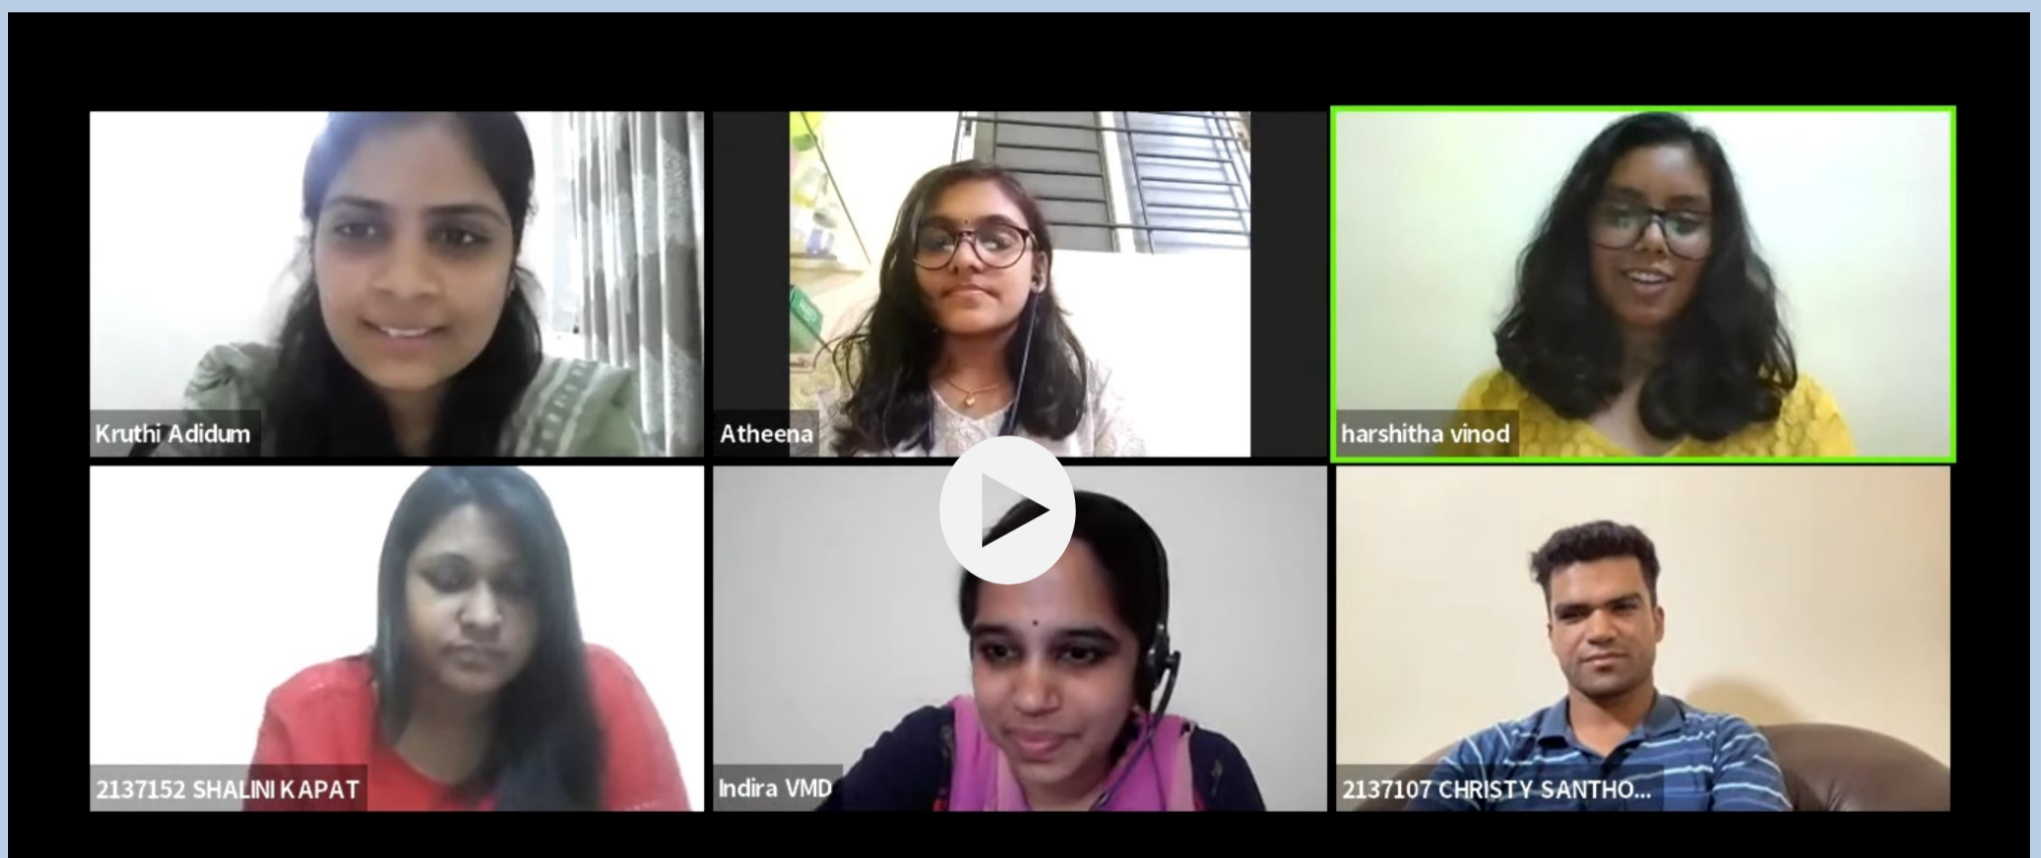 Kruthi Adidum
Atheena
harshitha vinod
2137152 SHALINI KAPAT
Indira VMD
2137107 CHRISTY SANTHO...